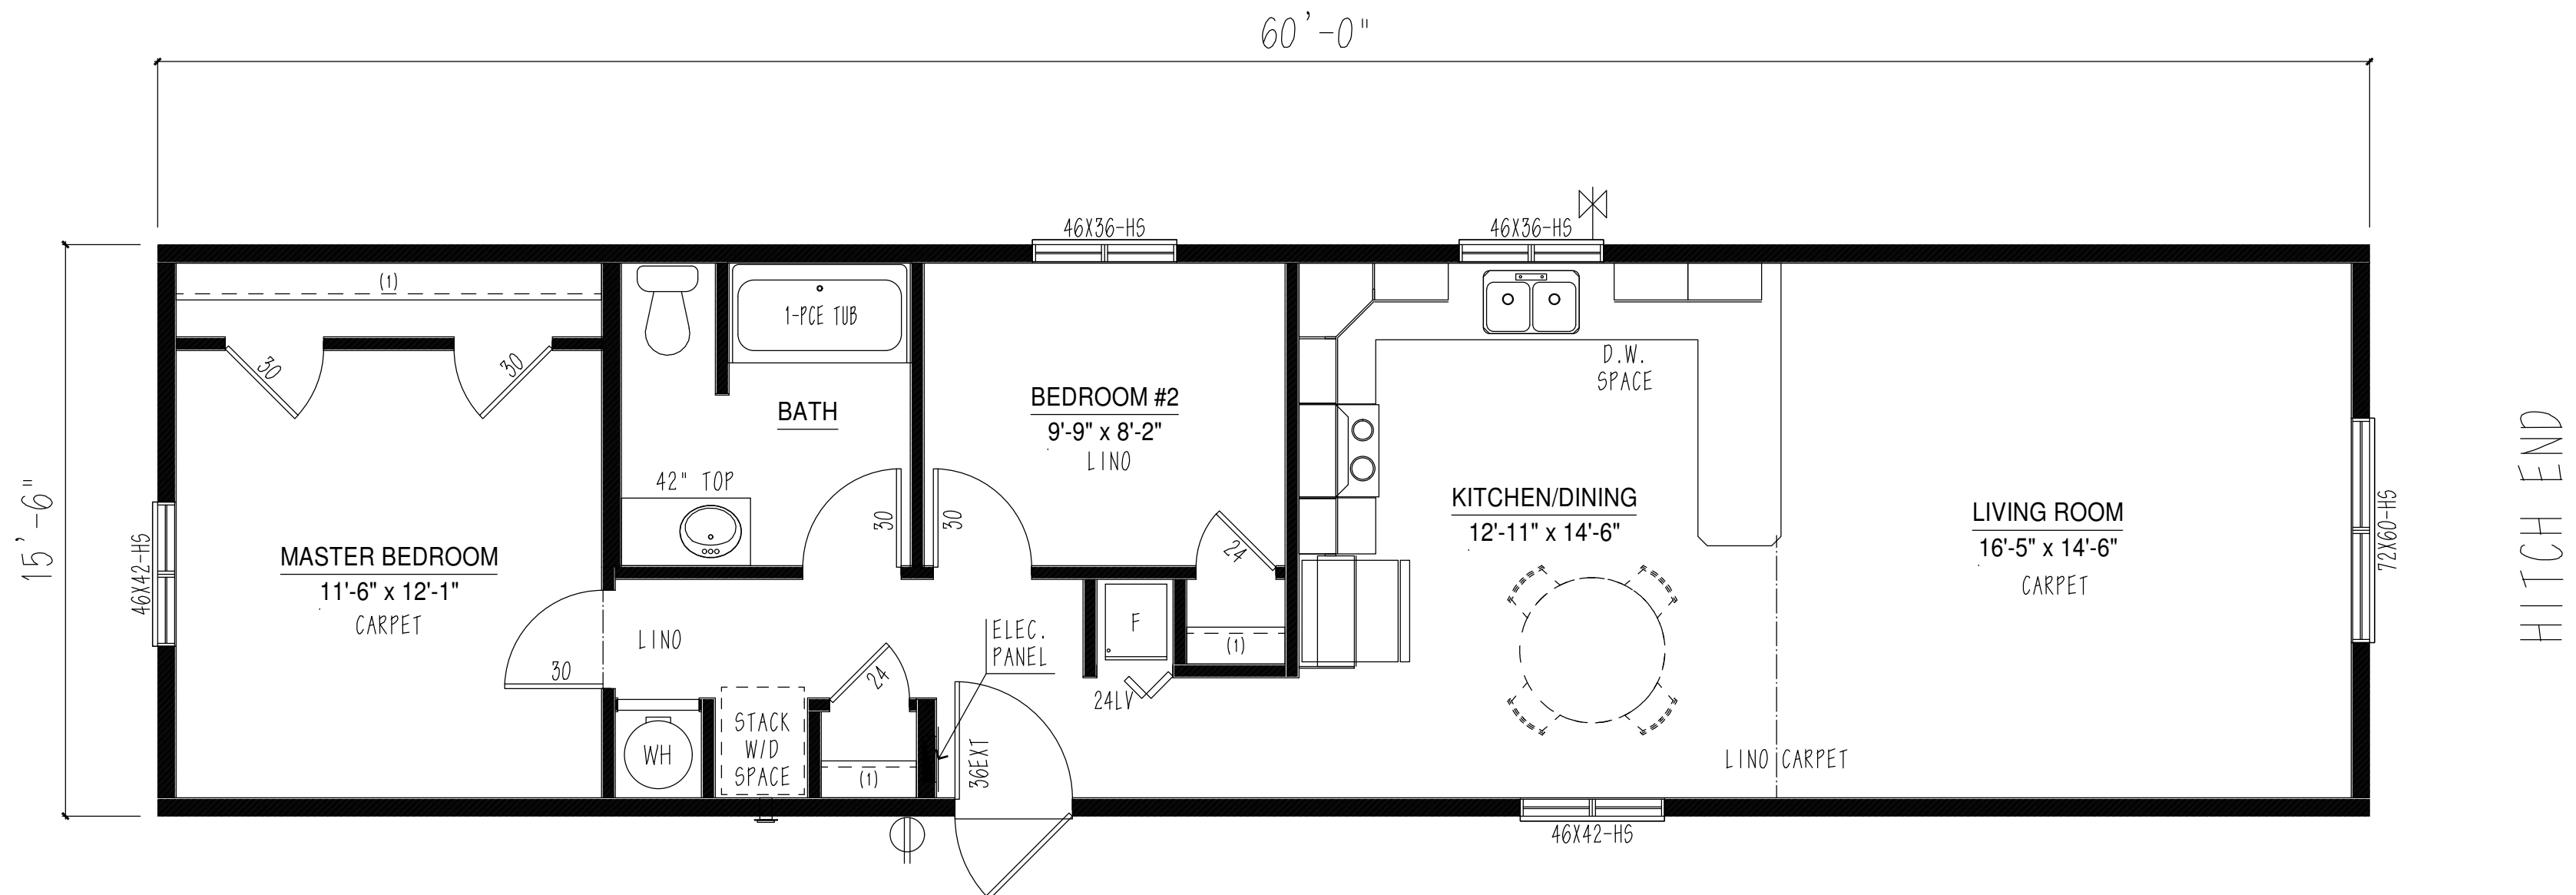 60'-0"
46X36-HS
46X36-HS
(1)
1-PCE TUB
30
30
D.W.
SPACE
BATH
BEDROOM #2
9'-9" x 8'-2"
LINO
42" TOP
30
30
24
KITCHEN/DINING
12'-11" x 14'-6"
LIVING ROOM
16'-5" x 14'-6"
CARPET
72X60-HS
HITCH END
15'-6"
46X42-HS
MASTER BEDROOM
11'-6" x 12'-1"
CARPET
30
LINO
ELEC.
PANEL
F
(1)
24
24LV
STACK
W/D
SPACE
WH
(1)
36EXT
LINO
CARPET
46X42-HS